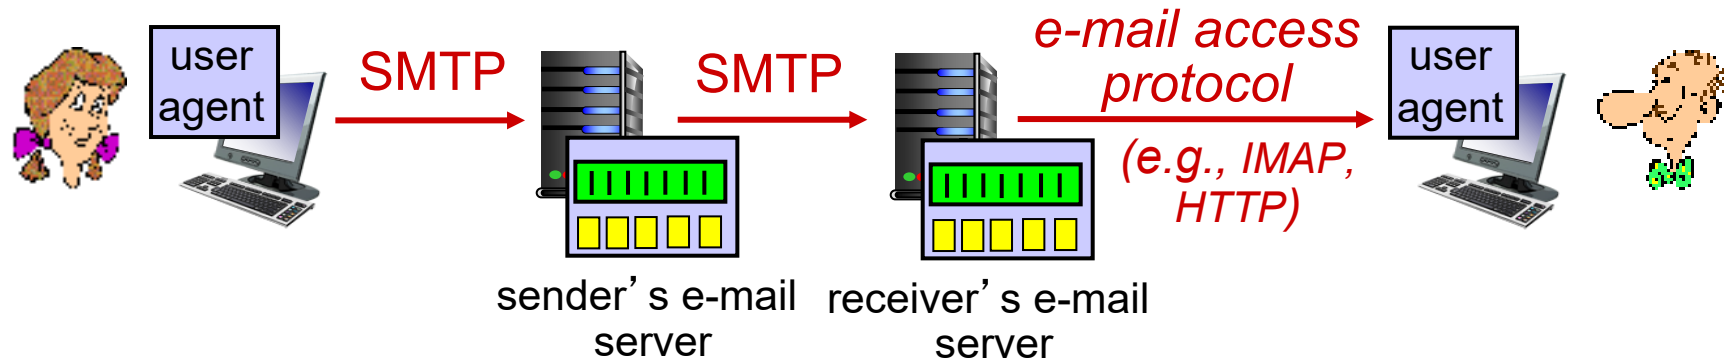 user
agent
SMTP
SMTP
e-mail access
protocol
(e.g., IMAP,
HTTP)
user
agent
sender’s e-mail
server
receiver’s e-mail
server